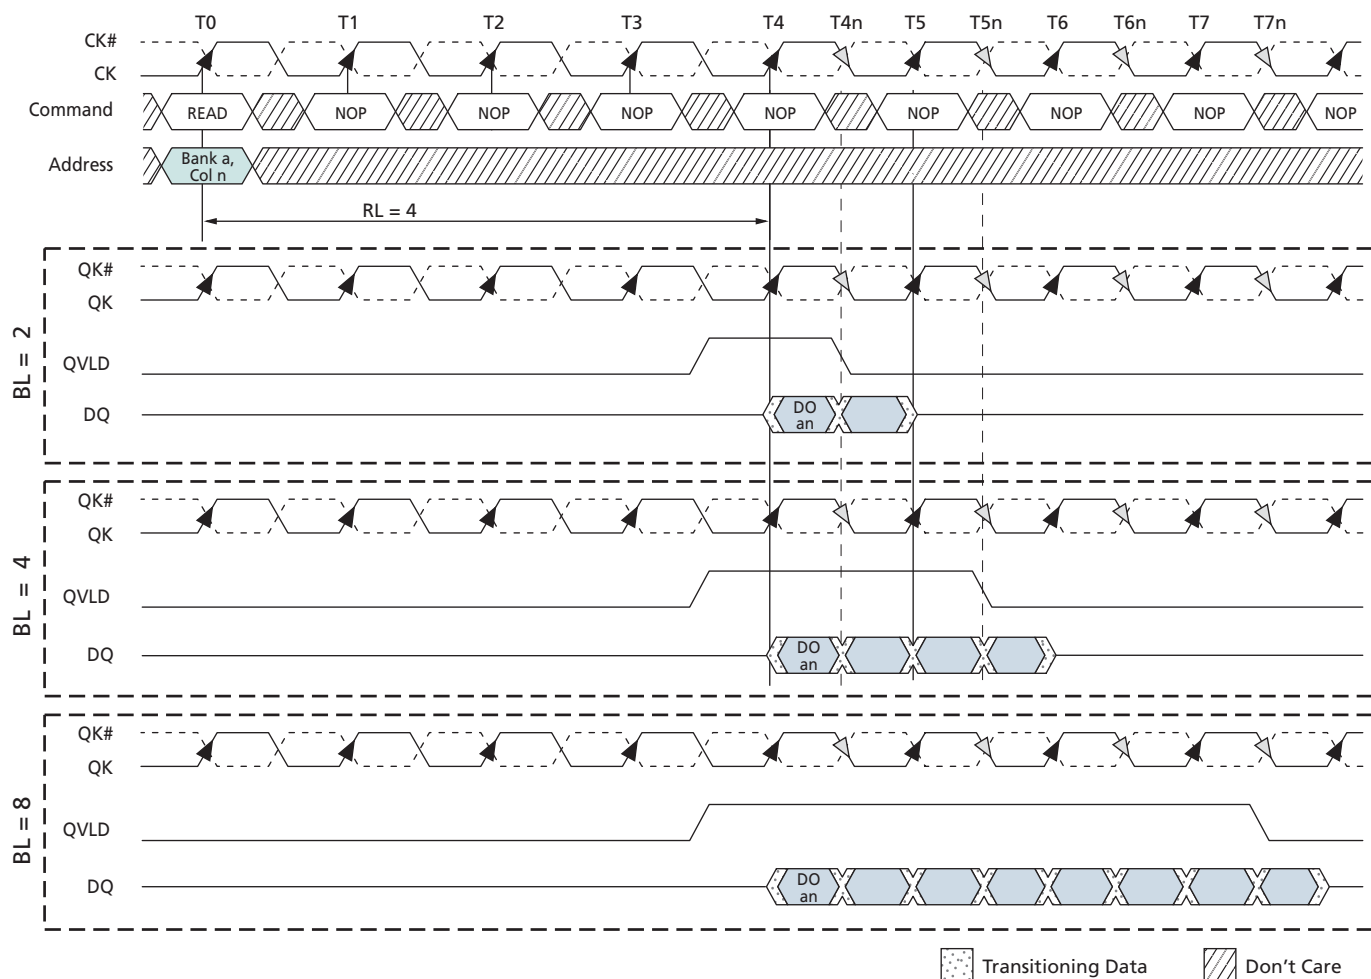 T0 T1 T2 T3 T4 T4n T5 T5n T6 T6n T7 T7n
CK#
CK
Command READ NOP NOP NOP NOP NOP NOP NOP NOP
Address Bank a,
Col n
RL = 4
BL = 2
QK#
QK
QVLD
DQ DO
an
BL = 4
QK#
QK
QVLD
DQ DO
an
BL = 8
QK#
QK
QVLD
DQ DO
an
Transitioning Data Don't Care